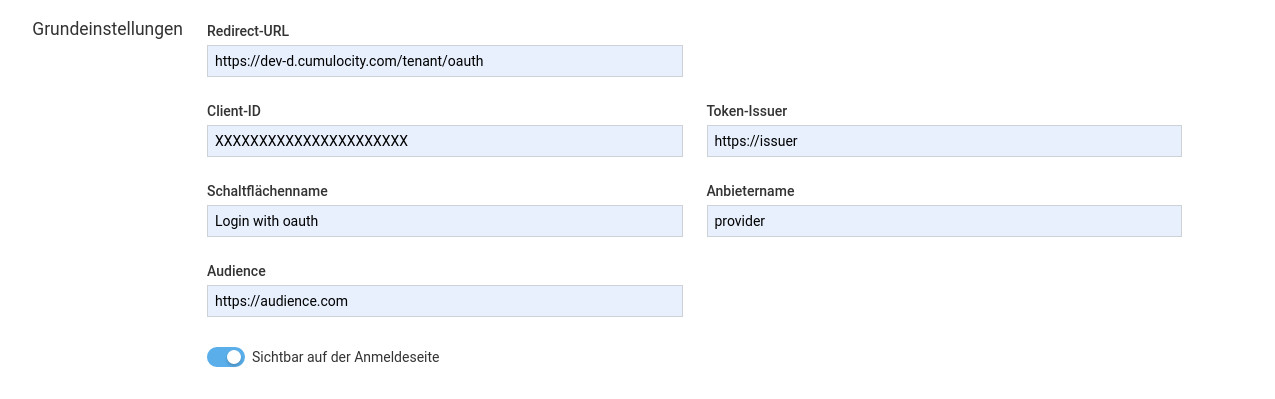 Grundeinstellungen
Redirect-URL
https://dev-d.cumulocity.com/tenant/oauth
Client-ID
XXXXXXXXXXXXXXXXXXXXXX
Token-Issuer
https://issuer
Schaltflächenname
Login with oauth
Anbietername
provider
Audience
https://audience.com
Sichtbar auf der Anmeldeseite